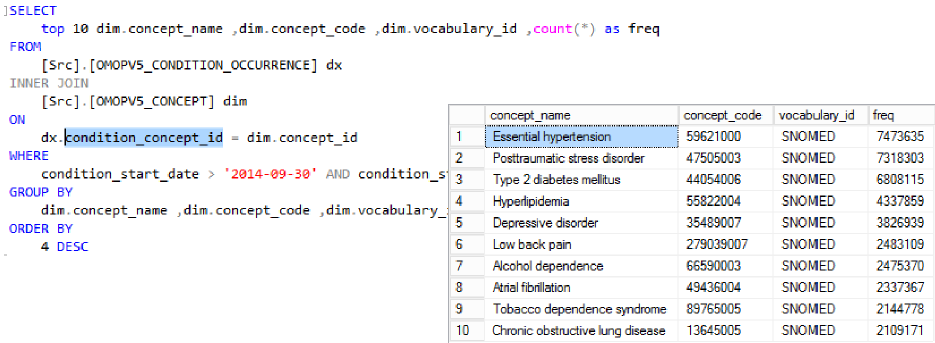 SELECT
top 10 dim.concept_name ,dim.concept_code ,dim.vocabulary_id ,count(*) as freq
FROM
[Src].[OMOPV5_CONDITION_OCCURRENCE] dx
INNER JOIN
[Src].[OMOPV5_CONCEPT] dim
ON
dx.condition_concept_id = dim.concept_id
WHERE
condition_start_date > '2014-09-30' AND condition_s
GROUP BY
dim.concept_name ,dim.concept_code ,dim.vocabulary_
ORDER BY
4 DESC
concept_name concept_code vocabulary_id freq
1 Essential hypertension 59621000 SNOMED 7473635
2 Posttraumatic stress disorder 47505003 SNOMED 7318303
3 Type 2 diabetes mellitus 44054006 SNOMED 6808115
4 Hyperlipidemia 55822004 SNOMED 4337859
5 Depressive disorder 35489007 SNOMED 3826939
6 Low back pain 279039007 SNOMED 2483109
7 Alcohol dependence 66590003 SNOMED 2475370
8 Atrial fibrillation 49436004 SNOMED 2337367
9 Tobacco dependence syndrome 89765005 SNOMED 2144778
10 Chronic obstructive lung disease 13645005 SNOMED 2109171